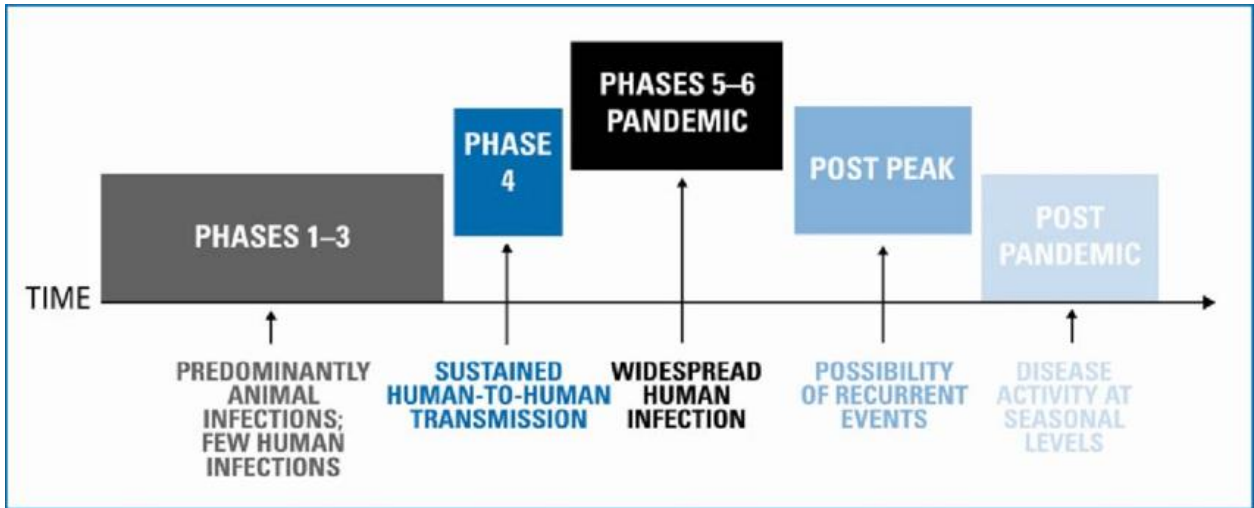 PHASES 5–6
PANDEMIC
PHASE
4
POST PEAK
PHASES 1–3
POST
PANDEMIC
TIME
PREDOMINANTLY
ANIMAL
INFECTIONS;
FEW HUMAN
INFECTIONS
SUSTAINED
HUMAN-TO-HUMAN
TRANSMISSION
WIDESPREAD
HUMAN
INFECTION
POSSIBILITY
OF RECURRENT
EVENTS
DISEASE
ACTIVITY AT
SEASONAL
LEVELS